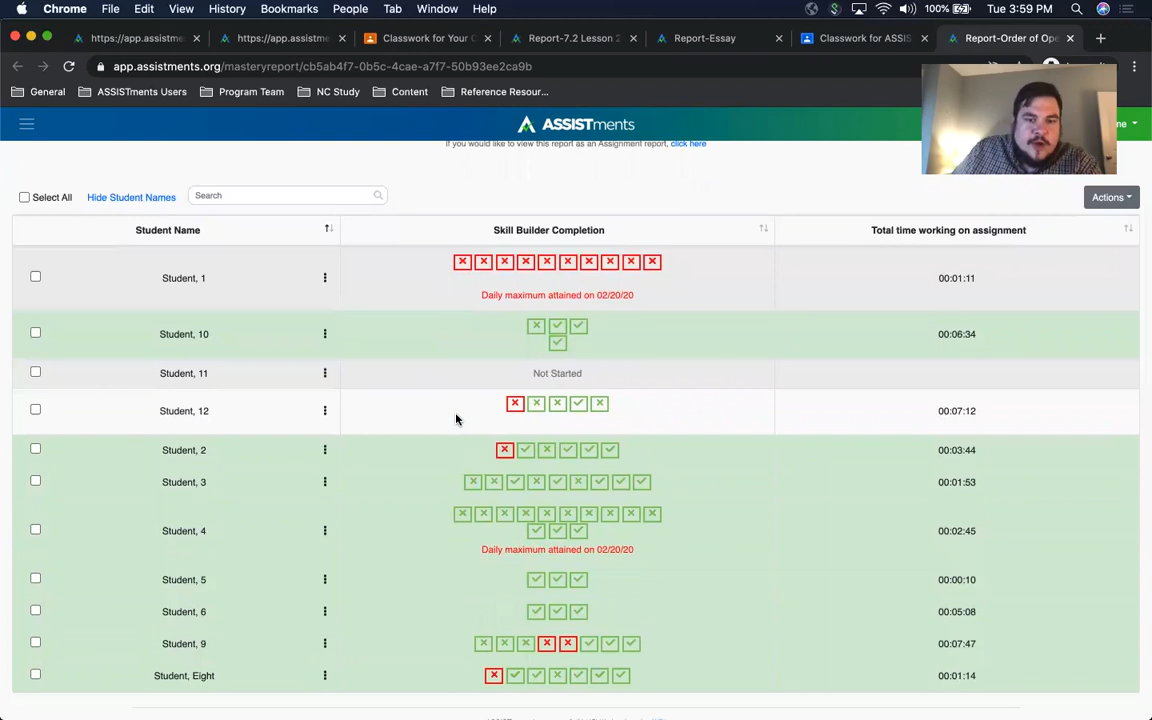 Chrome File Edit View History Bookmarks People Tab Window Help 100% Tue 3:59 PM
https://app.assistme × https://app.assistme × Classwork for Your C × Report-7.2 Lesson 2 × Report-Essay × Classwork for ASSIS × Report-Order of Ope × +
app.assistments.org/masteryreport/cb5ab4f7-0b5c-4cae-a7f7-50b93ee2ca9b
General ASSISTments Users Program Team NC Study Content Reference Resour...
ASSISTments
If you would like to view this report as an Assignment report, click here
Select All Hide Student Names Search Actions
Student Name Skill Builder Completion Total time working on assignment
Student, 1 00:01:11
Daily maximum attained on 02/20/20
Student, 10 00:06:34
Student, 11 Not Started
Student, 12 00:07:12
Student, 2 00:03:44
Student, 3 00:01:53
Student, 4 00:02:45
Daily maximum attained on 02/20/20
Student, 5 00:00:10
Student, 6 00:05:08
Student, 9 00:07:47
Student, Eight 00:01:14